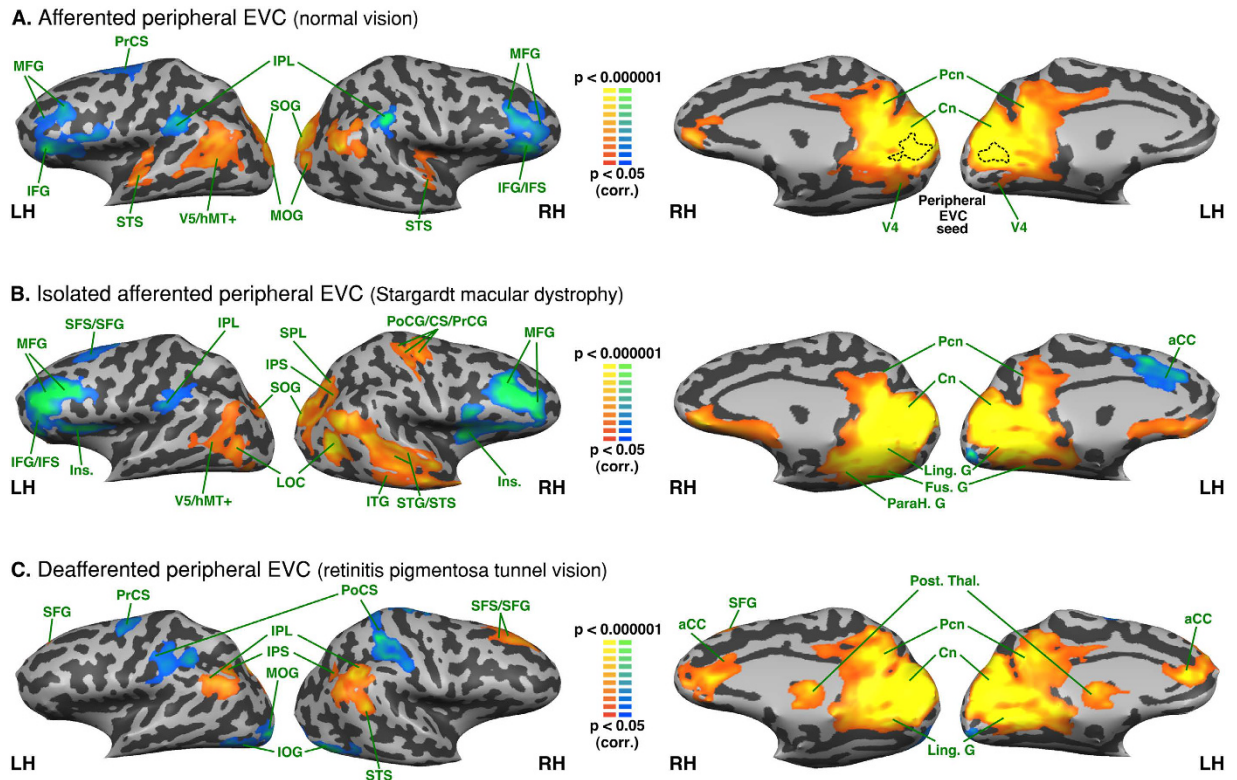 A. Afferented peripheral EVC (normal vision)
PrCS
MFG
IPL
MFG
SOG
IFG
STS
V5/hMT+
MOG
STS
IFG/IFS
LH
RH
p < 0.000001
p < 0.05
(corr.)
Pcn
Cn
V4
Peripheral
EVC
seed
V4
RH
LH
B. Isolated afferented peripheral EVC (Stargardt macular dystrophy)
SFS/SFG
IPL
SPL
PoCG/CS/PrCG
MFG
MFG
IPS
SOG
IFG/IFS
Ins.
V5/hMT+
LOC
ITG
STG/STS
Ins.
LH
RH
p < 0.000001
p < 0.05
(corr.)
Pcn
aCC
Cn
Ling. G
Fus. G
ParaH. G
RH
LH
C. Deafferented peripheral EVC (retinitis pigmentosa tunnel vision)
SFG
PrCS
PoCS
SFS/SFG
IPL
IPS
MOG
IOG
STS
LH
RH
p < 0.000001
p < 0.05
(corr.)
Post. Thal.
SFG
aCC
Pcn
aCC
Cn
Ling. G
RH
LH